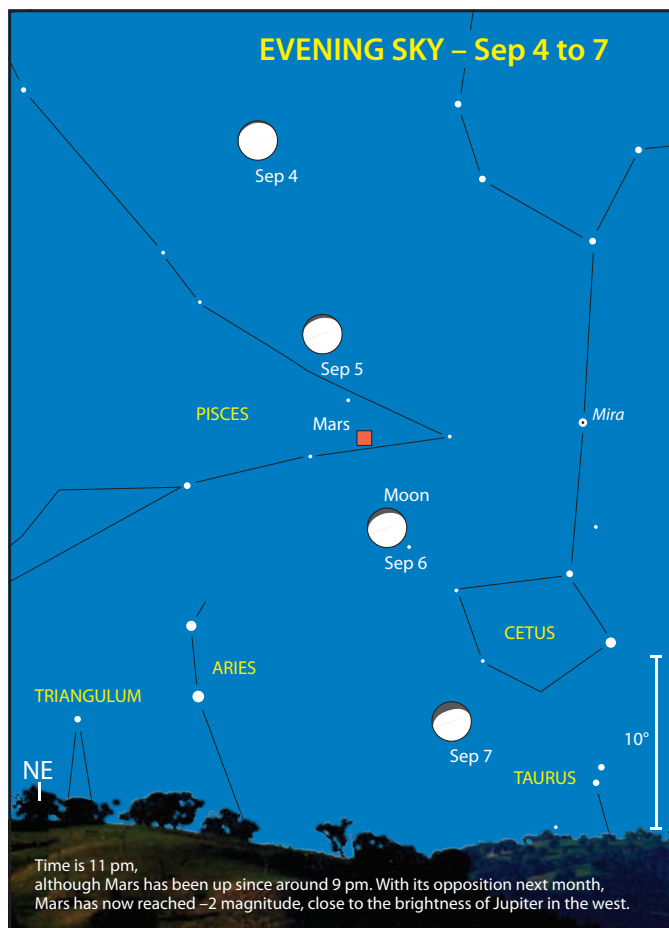 EVENING SKY – Sep 4 to 7
Sep 4
Sep 5
PISCES
Mars
Mira
Moon
Sep 6
CETUS
ARIES
TRIANGULUM
10°
Sep 7
NE
TAURUS
Time is 11 pm,
although Mars has been up since around 9 pm. With its opposition next month,
Mars has now reached –2 magnitude, close to the brightness of Jupiter in the west.